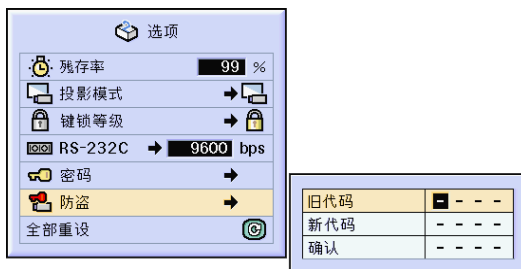 选项
残存率 99 %
投影模式
键锁等级
RS-232C 9600 bps
密码
防盗
全部重设
旧代码 - - - -
新代码 - - - -
确认 - - - -